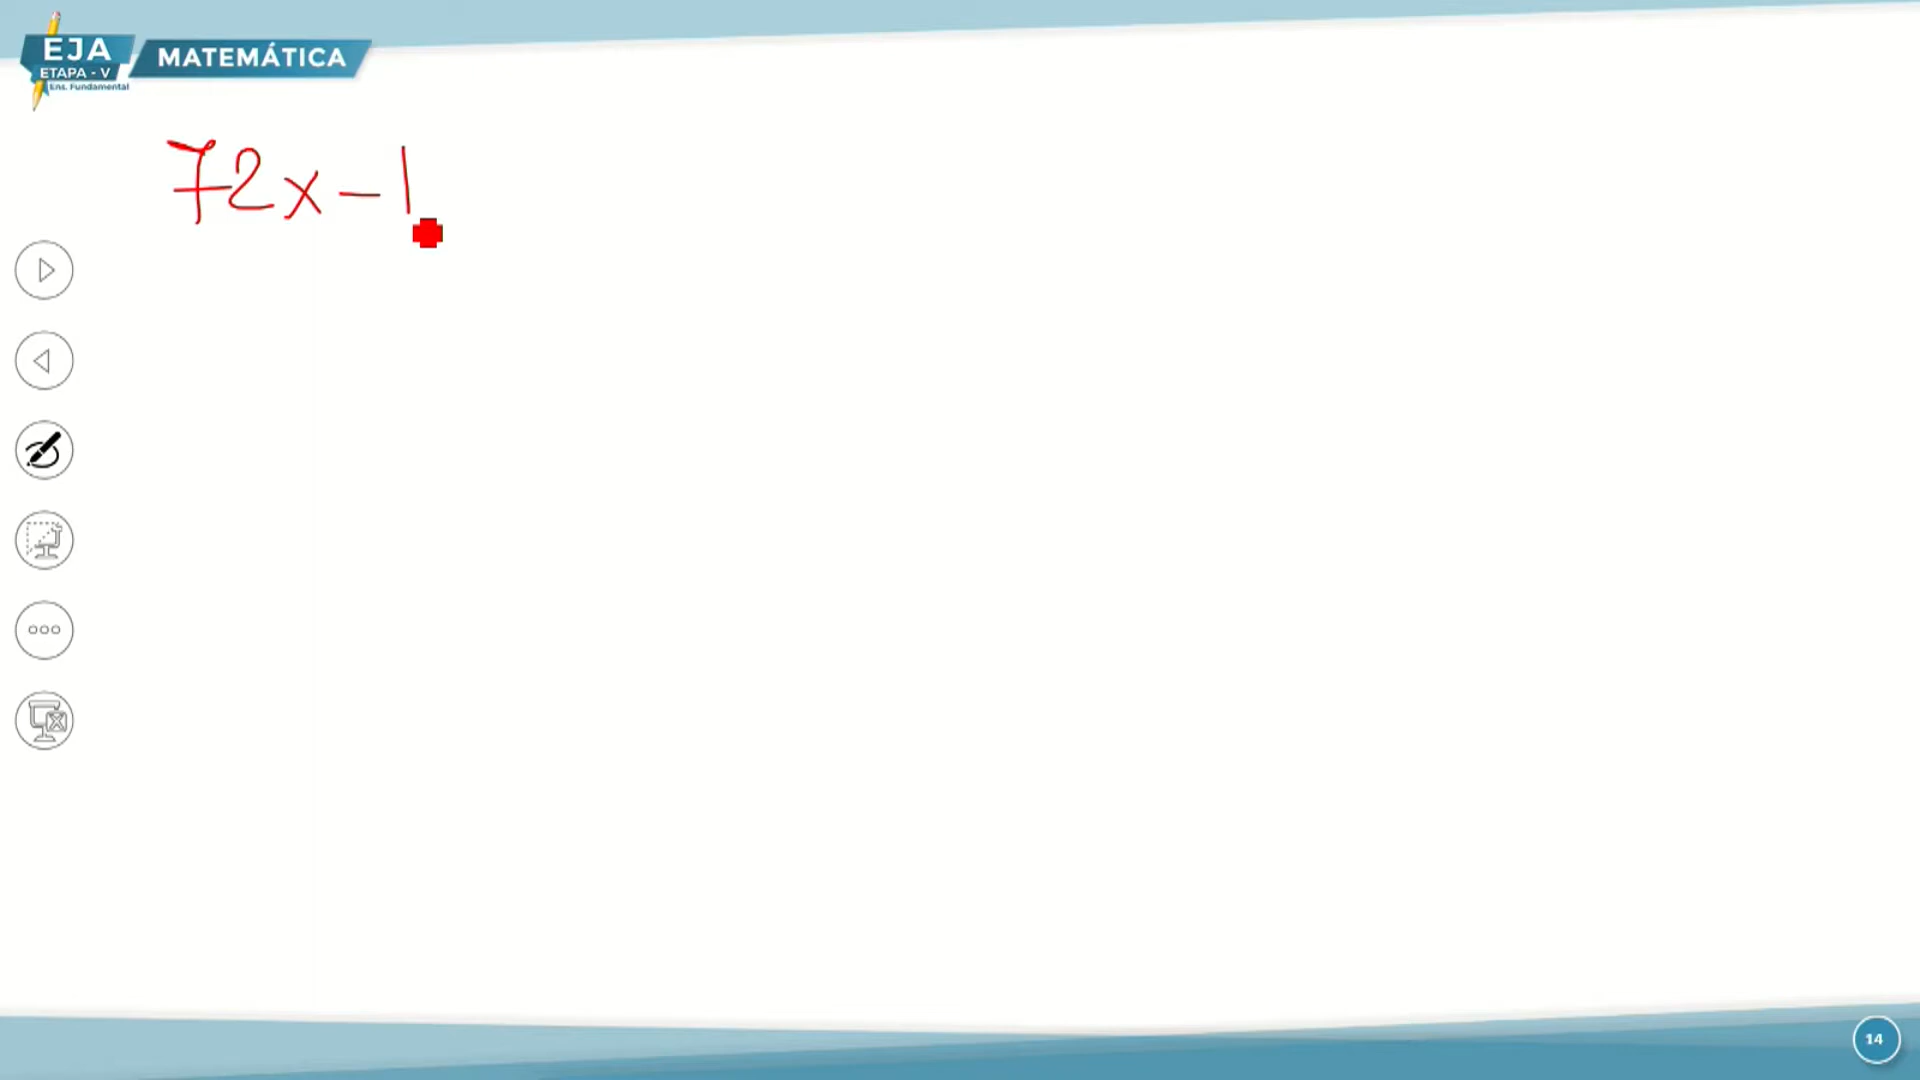 EJA
ETAPA - V
Ens. Fundamental
MATEMÁTICA
72x-1
14